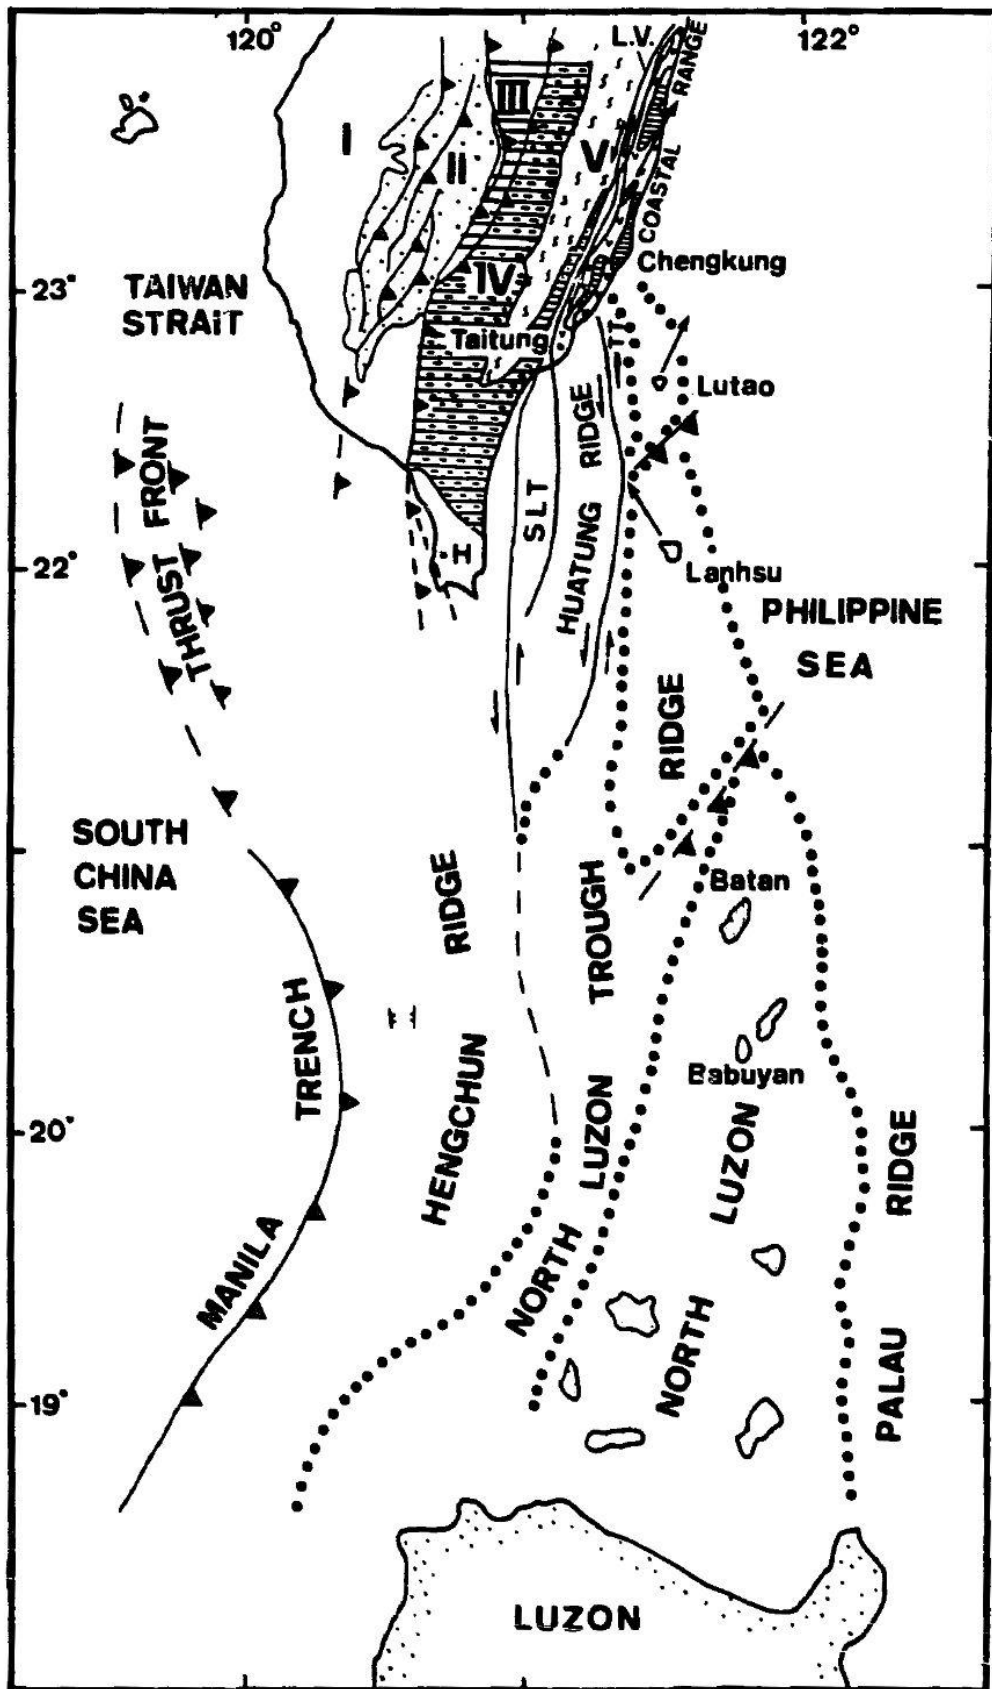 120°
122°
L.V.
COASTAL RANGE
I
II
III
IV
V
Chengkung
23°
TAIWAN
STRAIT
Taitung
TT
Lutao
THRUST FRONT
SLT
HUATUNG RIDGE
H
22°
Lanhsu
PHILIPPINE
SEA
RIDGE
SOUTH
CHINA
SEA
Batan
HENGCHUN RIDGE
NORTH LUZON TROUGH
MANILA TRENCH
Babuyan
20°
NORTH LUZON
PALAU RIDGE
19°
LUZON